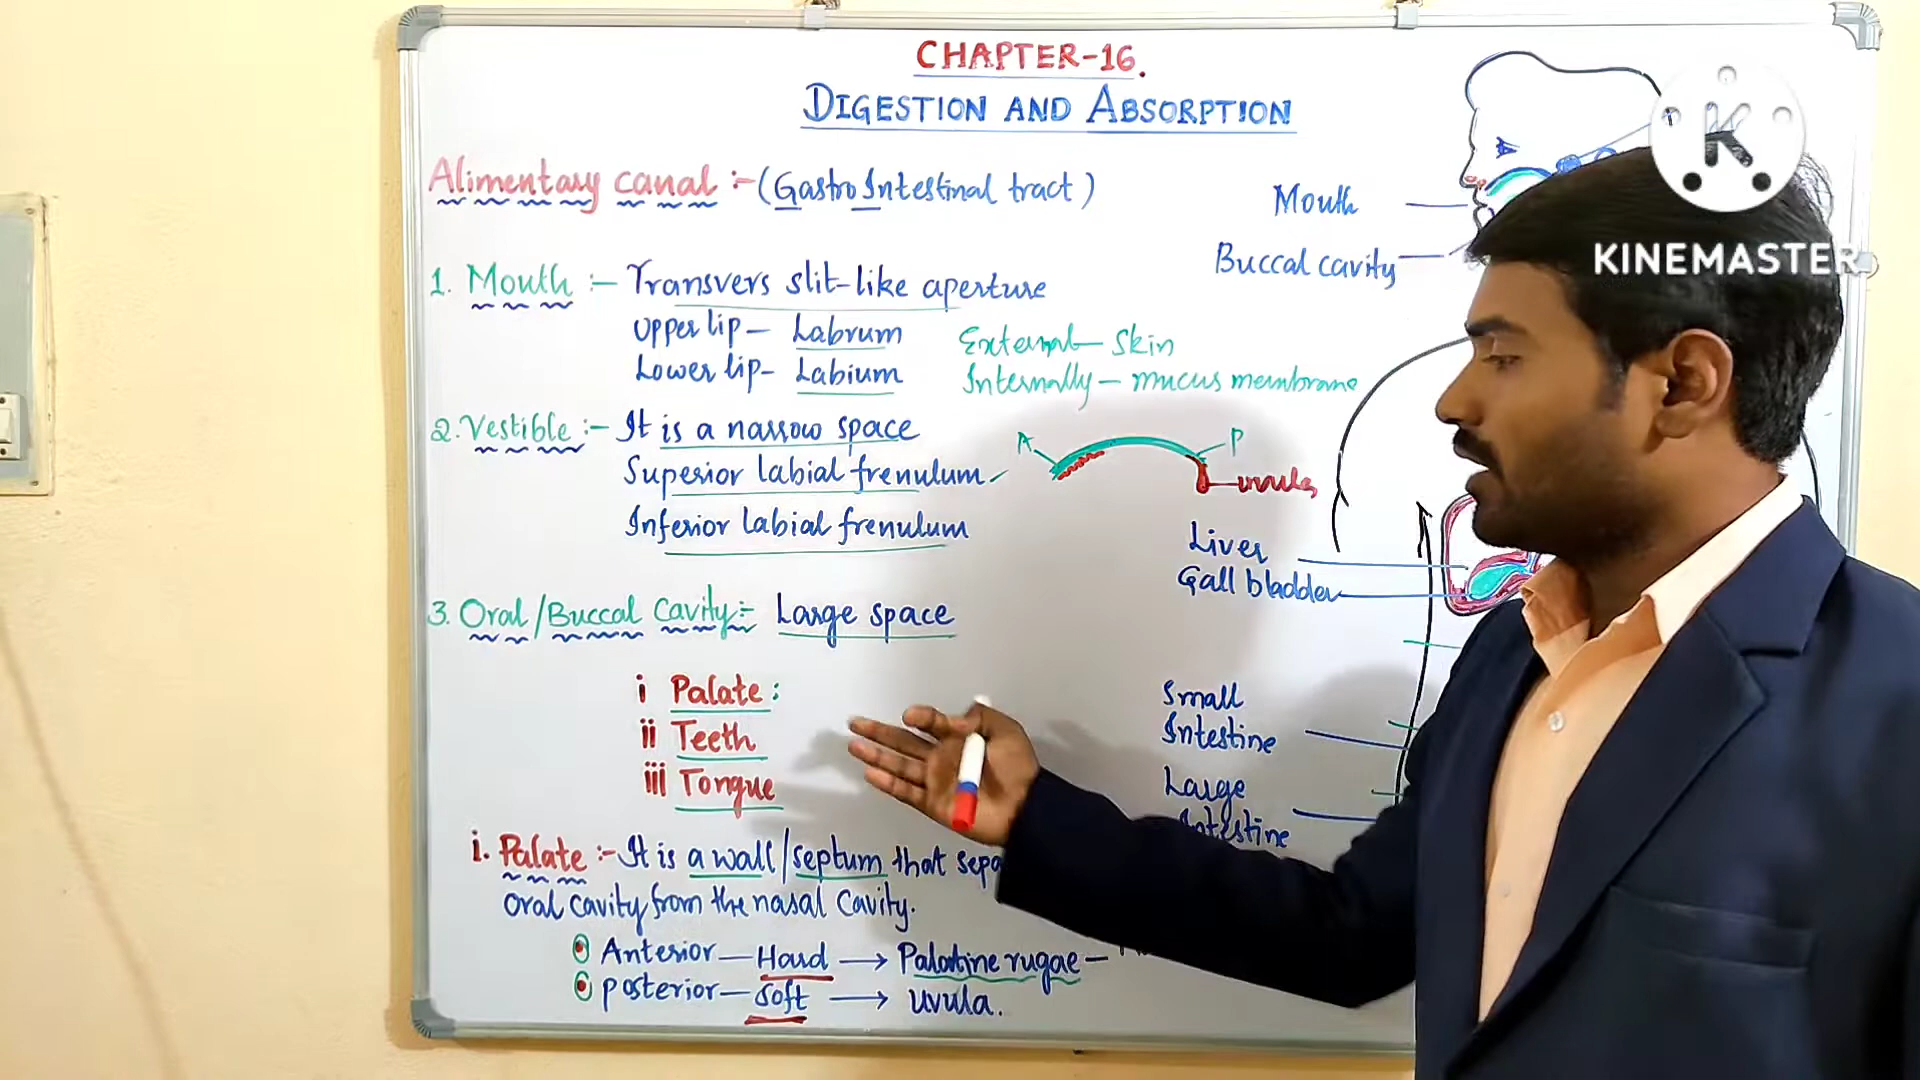 CHAPTER-16.
DIGESTION AND ABSORPTION
Alimentary canal :- (Gastro Intestinal tract)
1. Mouth :- Transvers slit-like aperture
Upper lip - Labrum
Lower lip - Labium
External - Skin
Internally - mucus membrane
2. Vestible :- It is a narrow space
Superior labial frenulum
Inferior labial frenulum
A
P
uvula
3. Oral/Buccal Cavity:- Large space
i Palate :
ii Teeth
iii Tongue
i. Palate :- It is a wall/septum that sepa
oral cavity from the nasal cavity.
Anterior - Hard → Palatine rugae -
posterior - Soft → uvula.
Mouth
Buccal cavity
Liver
Gall bladder
Small
Intestine
Large
Intestine
K
KINEMASTER